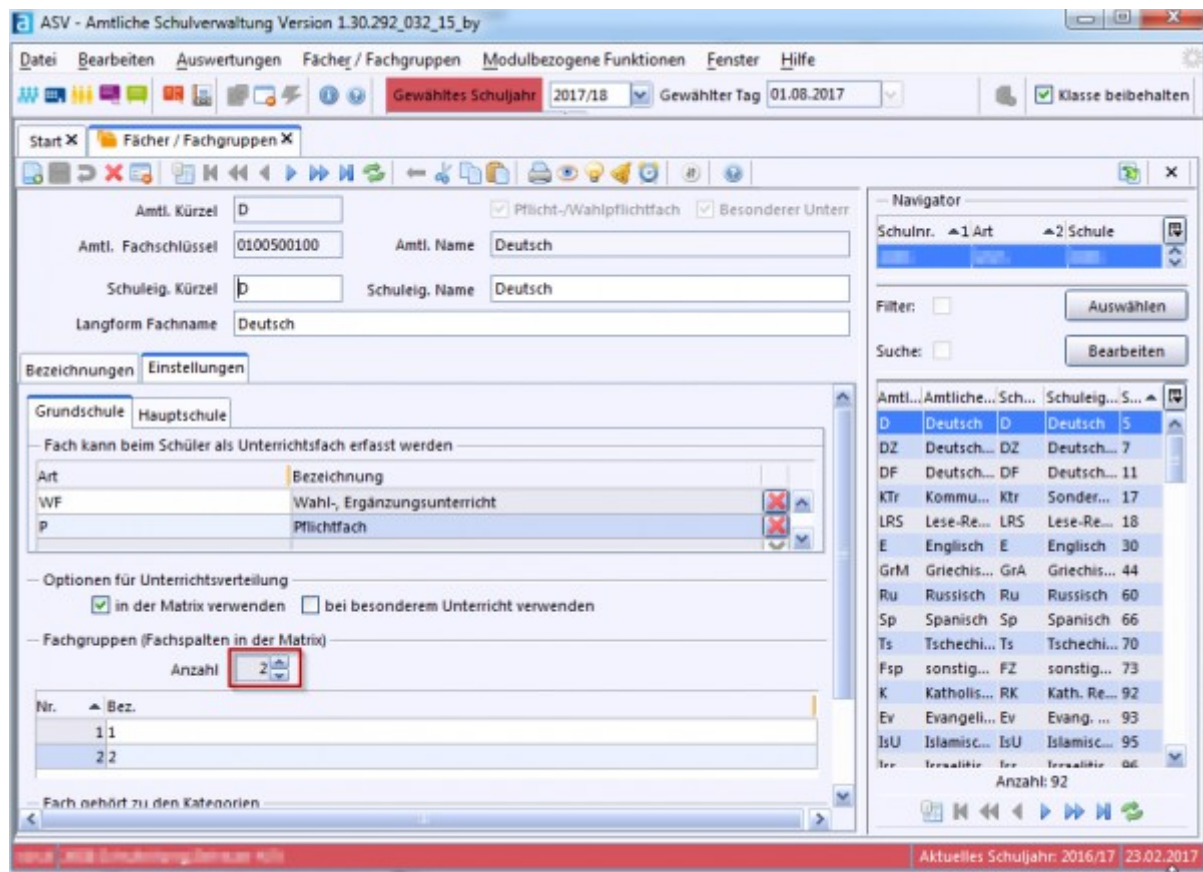 ASV - Amtliche Schulverwaltung Version 1.30.292_032_15_by
Datei Bearbeiten Auswertungen Fächer / Fachgruppen Modulbezogene Funktionen Fenster Hilfe
Gewähltes Schuljahr 2017/18 Gewählter Tag 01.08.2017 Klasse beibehalten
Start Fächer / Fachgruppen
Amtl. Kürzel D Pflicht-/Wahlpflichtfach Besonderer Unterr
Amtl. Fachschlüssel 0100500100 Amtl. Name Deutsch
Schuleig. Kürzel D Schuleig. Name Deutsch
Langform Fachname Deutsch
Bezeichnungen Einstellungen
Grundschule Hauptschule
Fach kann beim Schüler als Unterrichtsfach erfasst werden
Art Bezeichnung
WF Wahl-, Ergänzungsunterricht
P Pflichtfach
Optionen für Unterrichtsverteilung
in der Matrix verwenden bei besonderem Unterricht verwenden
Fachgruppen (Fachspalten in der Matrix)
Anzahl 2
Nr. Bez.
1 1
2 2
Fach gehört zu den Kategorien
Navigator
Schulnr. 1 Art 2 Schule
Filter: Auswählen
Suche: Bearbeiten
Amtl... Amtliche... Sch... Schuleig... S...
D Deutsch D Deutsch 5
DZ Deutsch... DZ Deutsch... 7
DF Deutsch... DF Deutsch... 11
KTr Kommu... Ktr Sonder... 17
LRS Lese-Re... LRS Lese-Re... 18
E Englisch E Englisch 30
GrM Griechis... GrA Griechis... 44
Ru Russisch Ru Russisch 60
Sp Spanisch Sp Spanisch 66
Ts Tschechi... Ts Tschechi... 70
Fsp sonstig... FZ sonstig... 73
K Katholis... RK Kath. Re... 92
Ev Evangeli... Ev Evang. ... 93
IsU Islamisc... IsU Islamisc... 95
Anzahl: 92
Aktuelles Schuljahr: 2016/17 23.02.2017